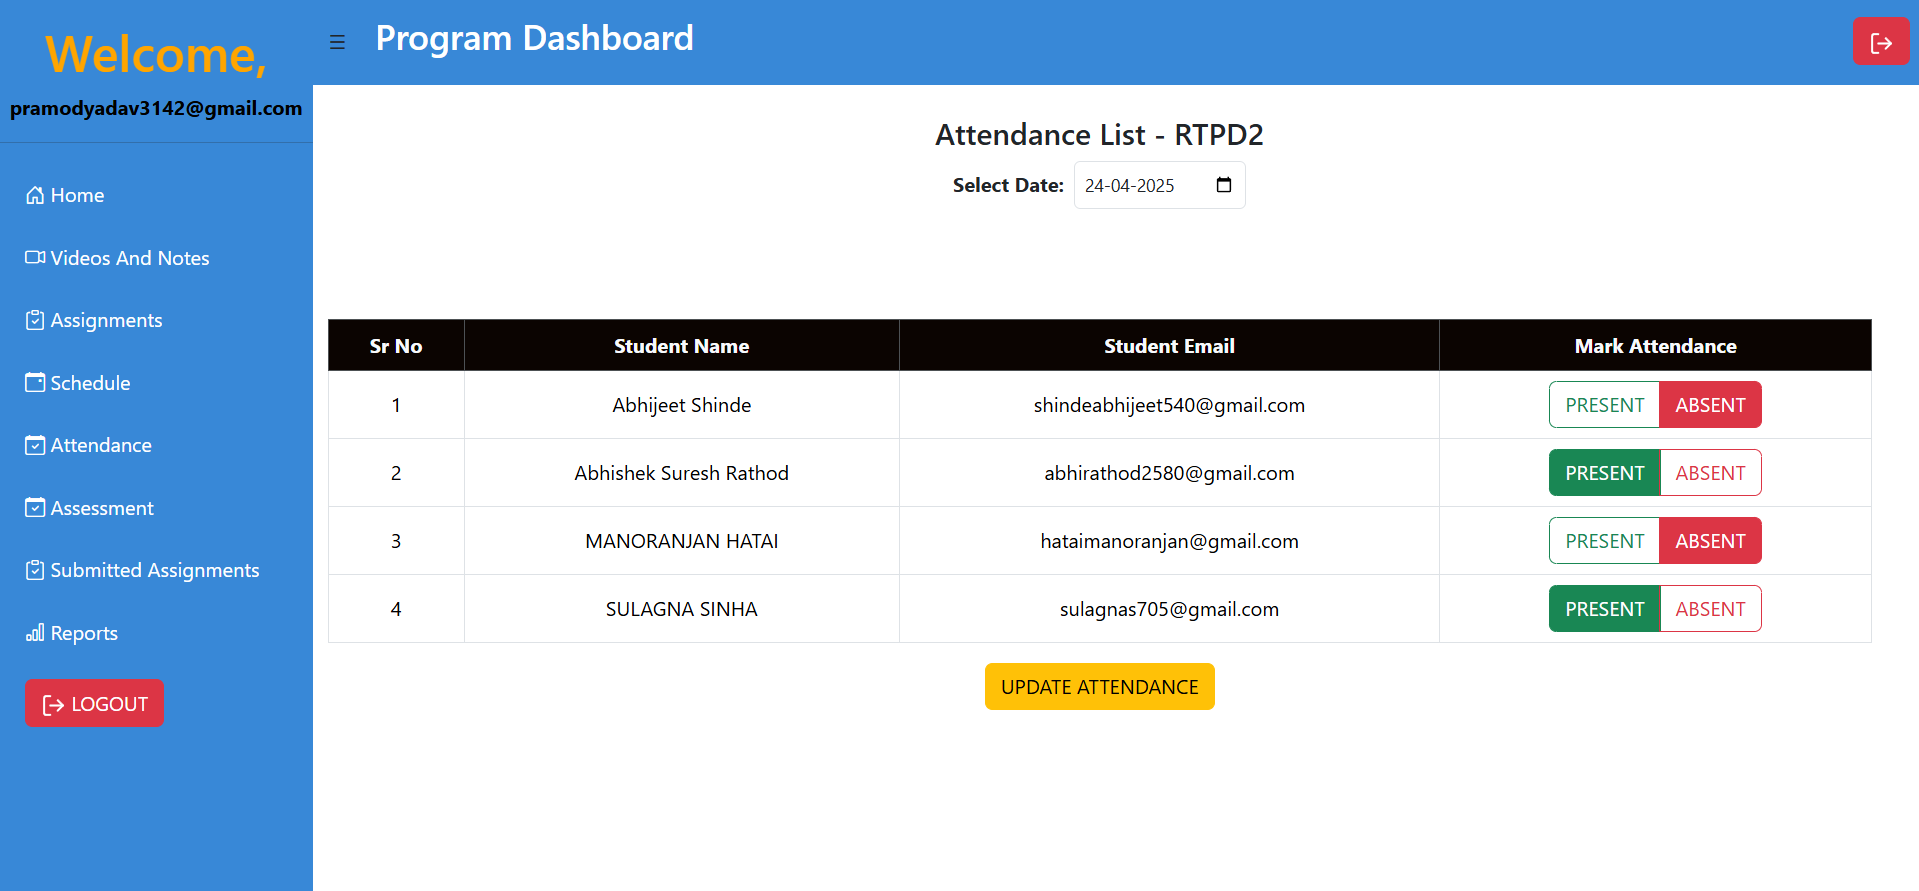 Welcome,
pramodyadav3142@gmail.com
Home
Videos And Notes
Assignments
Schedule
Attendance
Assessment
Submitted Assignments
Reports
LOGOUT
Program Dashboard
Attendance List - RTPD2
Select Date: 24-04-2025
Sr No Student Name Student Email Mark Attendance
1 Abhijeet Shinde shindeabhijeet540@gmail.com PRESENT ABSENT
2 Abhishek Suresh Rathod abhirathod2580@gmail.com PRESENT ABSENT
3 MANORANJAN HATAI hataimanoranjan@gmail.com PRESENT ABSENT
4 SULAGNA SINHA sulagnas705@gmail.com PRESENT ABSENT
UPDATE ATTENDANCE